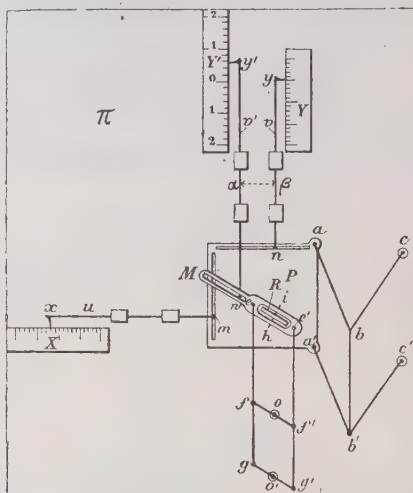 2
1
Y' y'
0 y
π
Y
1
v' v
2
α β
a c
n
M P
R i
x u n' e'
m h a' c'
X b
f o
f' b'
g
o' g'